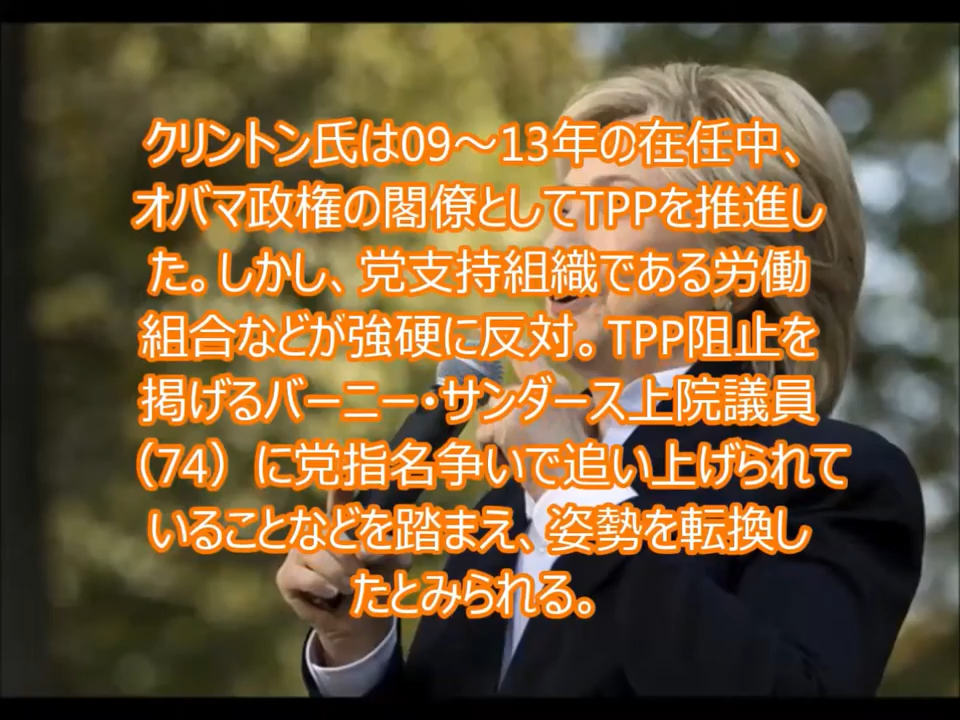 クリントン氏は09～13年の在任中、
オバマ政権の閣僚としてTPPを推進し
た。しかし、党支持組織である労働
組合などが強硬に反対。TPP阻止を
掲げるバーニー・サンダース上院議員
（74）に党指名争いで追い上げられて
いることなどを踏まえ、姿勢を転換し
たとみられる。